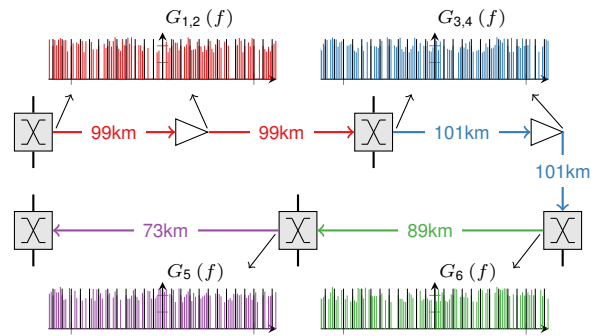 G₁,₂ (f) G₃,₄ (f)
99km 99km 101km
101km
73km 89km
G₅ (f) G₆ (f)